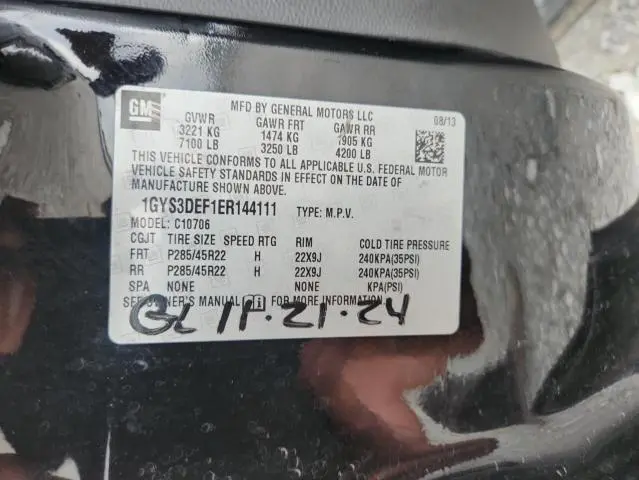 GM
MFD BY GENERAL MOTORS LLC 08/13
GVWR GAWR FRT GAWR RR
3221 KG 1474 KG 1905 KG
7100 LB 3250 LB 4200 LB
THIS VEHICLE CONFORMS TO ALL APPLICABLE U.S. FEDERAL MOTOR
VEHICLE SAFETY STANDARDS IN EFFECT ON THE DATE OF
MANUFACTURE SHOWN ABOVE.
1GYS3DEF1ER144111 TYPE: M.P.V.
MODEL: C10706
CGJT TIRE SIZE SPEED RTG RIM COLD TIRE PRESSURE
FRT P285/45R22 H 22X9J 240KPA(35PSI)
RR P285/45R22 H 22X9J 240KPA(35PSI)
SPA NONE NONE KPA(PSI)
SEE OWNER'S MANUAL FOR MORE INFORMATION
21-24